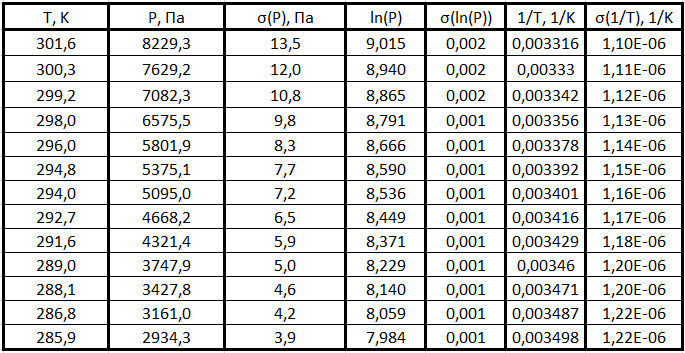 T, К P, Па σ(P), Па ln(P) σ(ln(P)) 1/T, 1/K σ(1/T), 1/K
301,6 8229,3 13,5 9,015 0,002 0,003316 1,10E-06
300,3 7629,2 12,0 8,940 0,002 0,00333 1,11E-06
299,2 7082,3 10,8 8,865 0,002 0,003342 1,12E-06
298,0 6575,5 9,8 8,791 0,001 0,003356 1,13E-06
296,0 5801,9 8,3 8,666 0,001 0,003378 1,14E-06
294,8 5375,1 7,7 8,590 0,001 0,003392 1,15E-06
294,0 5095,0 7,2 8,536 0,001 0,003401 1,16E-06
292,7 4668,2 6,5 8,449 0,001 0,003416 1,17E-06
291,6 4321,4 5,9 8,371 0,001 0,003429 1,18E-06
289,0 3747,9 5,0 8,229 0,001 0,00346 1,20E-06
288,1 3427,8 4,6 8,140 0,001 0,003471 1,20E-06
286,8 3161,0 4,2 8,059 0,001 0,003487 1,22E-06
285,9 2934,3 3,9 7,984 0,001 0,003498 1,22E-06